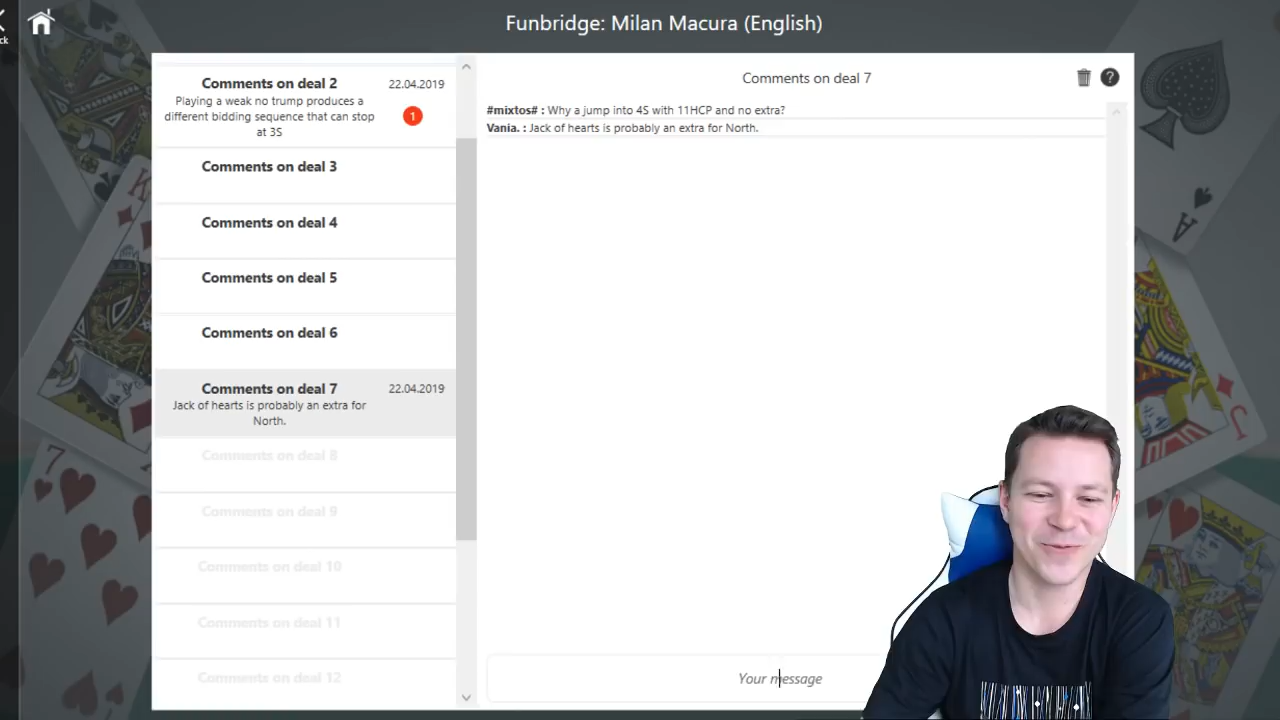 Funbridge: Milan Macura (English)
ck
Comments on deal 2
22.04.2019
Playing a weak no trump produces a
different bidding sequence that can stop
at 3S
1
Comments on deal 3
Comments on deal 4
Comments on deal 5
Comments on deal 6
Comments on deal 7
22.04.2019
Jack of hearts is probably an extra for
North.
Comments on deal 8
Comments on deal 9
Comments on deal 10
Comments on deal 11
Comments on deal 12
Comments on deal 7
?
#mixtos# : Why a jump into 4S with 11HCP and no extra?
Vania. : Jack of hearts is probably an extra for North.
Your message
K
7
A
J